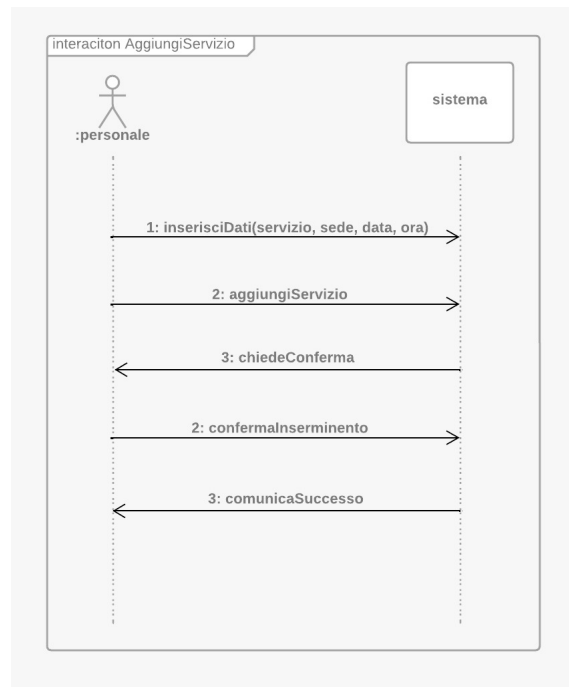 interaciton AggiungiServizio
sistema
:personale
1: inserisciDati(servizio, sede, data, ora)
2: aggiungiServizio
3: chiedeConferma
2: confermaInserminento
3: comunicaSuccesso